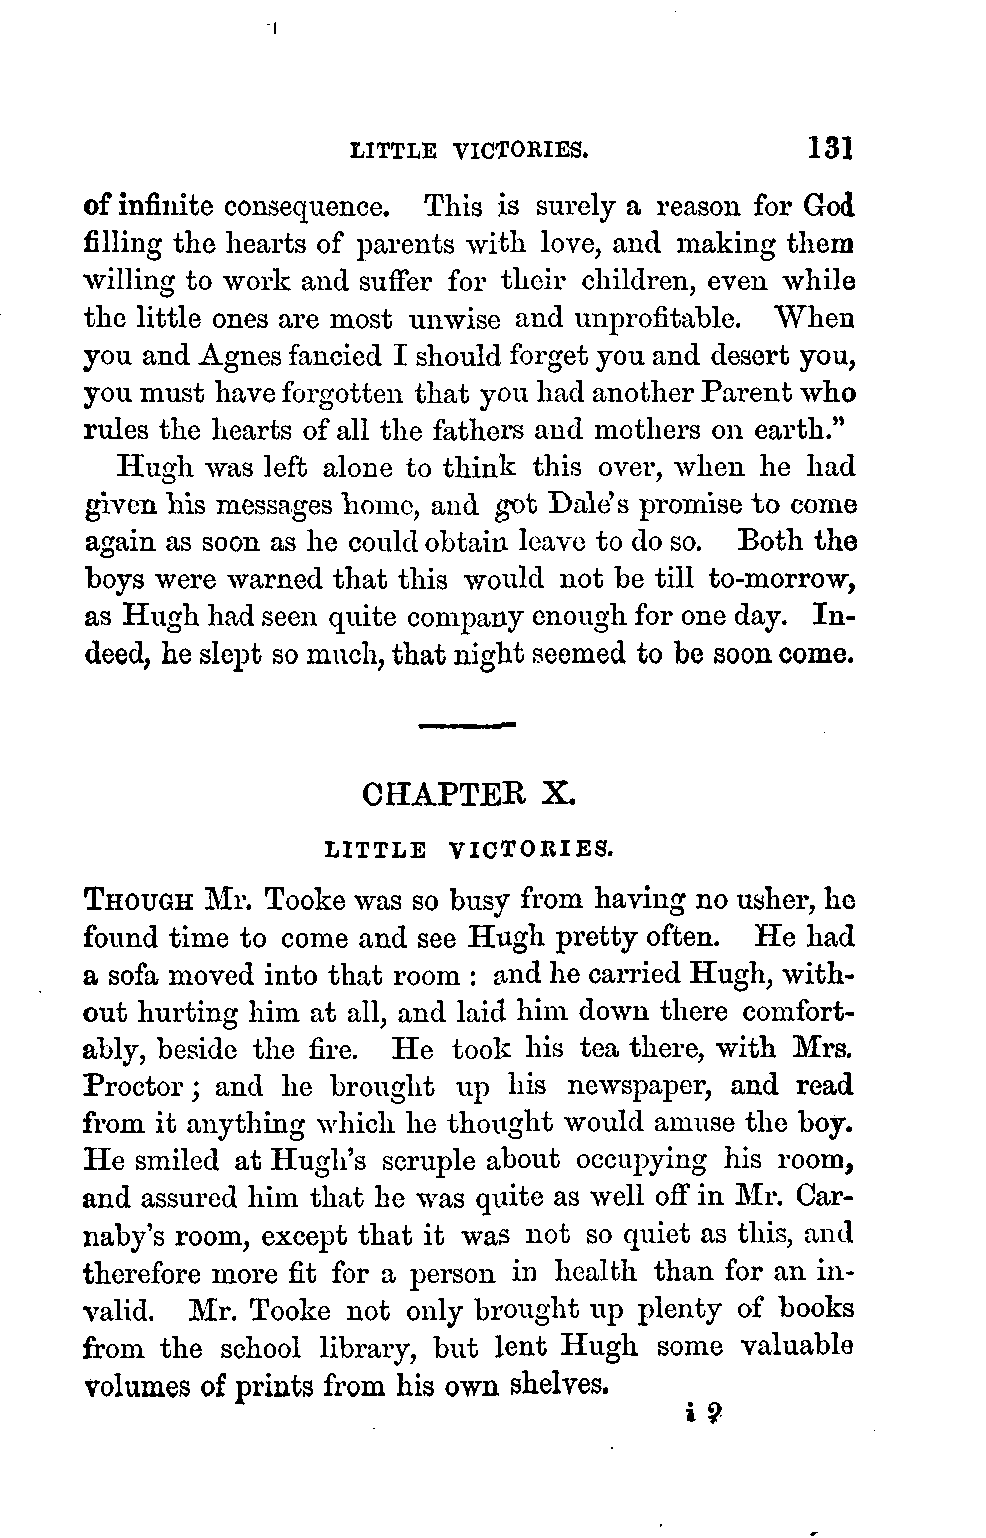 LITTLE VICTORIES. 131
of infinite consequence. This is surely a reason for God
filling the hearts of parents with love, and making them
willing to work and suffer for their children, even while
the little ones are most unwise and unprofitable. When
you and Agnes fancied I should forget you and desert you,
you must have forgotten that you had another Parent who
rules the hearts of all the fathers and mothers on earth.”
Hugh was left alone to think this over, when he had
given his messages home, and got Dale’s promise to come
again as soon as he could obtain leave to do so. Both the
boys were warned that this would not be till to-morrow,
as Hugh had seen quite company enough for one day. In-
deed, he slept so much, that night seemed to be soon come.
CHAPTER X.
LITTLE VICTORIES.
THOUGH Mr. Tooke was so busy from having no usher, he
found time to come and see Hugh pretty often. He had
a sofa moved into that room : and he carried Hugh, with-
out hurting him at all, and laid him down there comfort-
ably, beside the fire. He took his tea there, with Mrs.
Proctor ; and he brought up his newspaper, and read
from it anything which he thought would amuse the boy.
He smiled at Hugh’s scruple about occupying his room,
and assured him that he was quite as well off in Mr. Car-
naby’s room, except that it was not so quiet as this, and
therefore more fit for a person in health than for an in-
valid. Mr. Tooke not only brought up plenty of books
from the school library, but lent Hugh some valuable
volumes of prints from his own shelves.
i 2